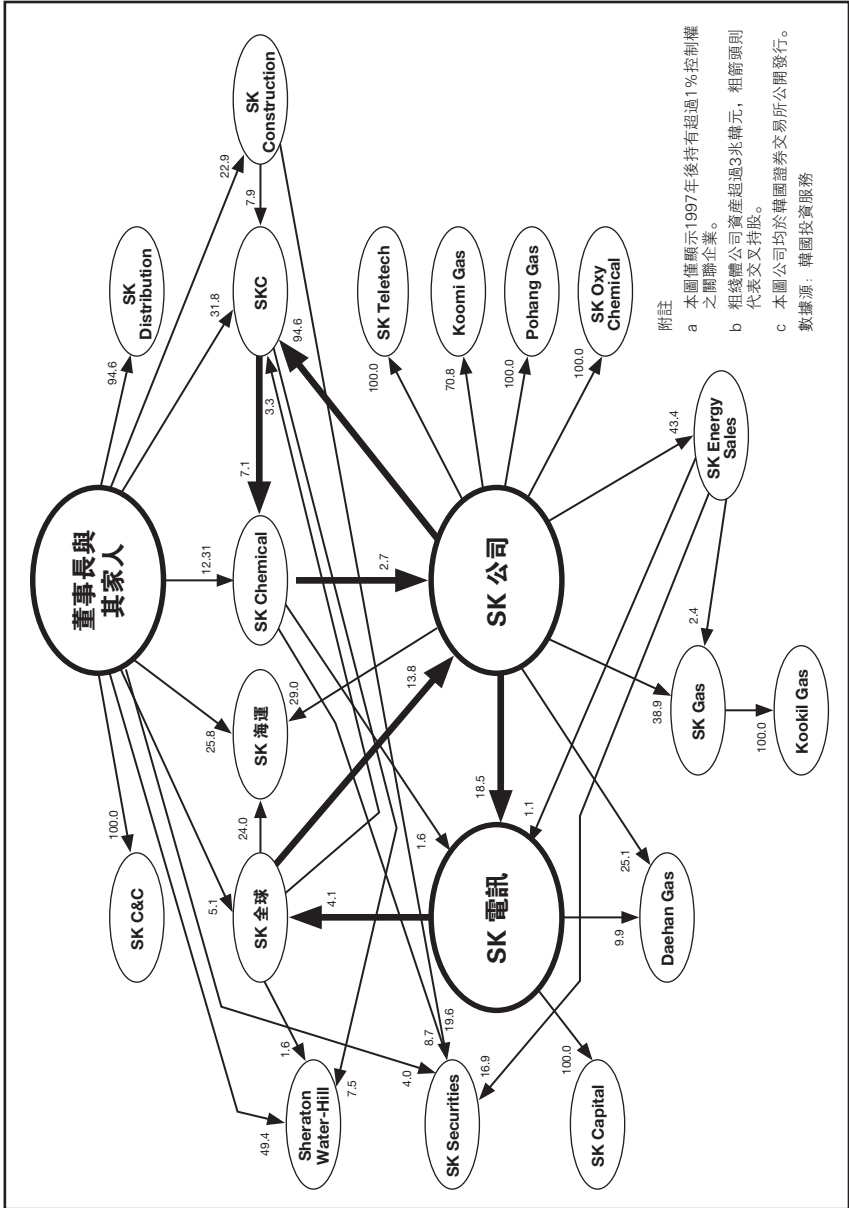 董事長與
其家人
SK C&C
100.0
SK Distribution
94.6
SK
Construction
22.9
7.9
SKC
31.8
94.6
3.3
7.1
SK Chemical
12.31
2.7
SK 海運
25.8
29.0
24.0
SK 全球
5.1
13.8
4.1
Sheraton
Water-Hill
49.4
1.6
7.5
SK Securities
4.0
8.7
19.6
16.9
SK 電訊
18.5
1.6
1.1
SK 公司
SK Teletech
100.0
Koomi Gas
70.8
Pohang Gas
100.0
SK Oxy
Chemical
100.0
SK Energy
Sales
43.4
2.4
SK Gas
38.9
Kookil Gas
100.0
Daehan Gas
25.1
9.9
SK Capital
100.0
附註
a 本圖僅顯示1997年後持有超過1%控制權
之關聯企業。
b 粗綫體公司資産超過3兆韓元，粗箭頭則
代表交叉持股。
c 本圖公司均於韓國證券交易所公開發行。
數據源：韓國投資服務